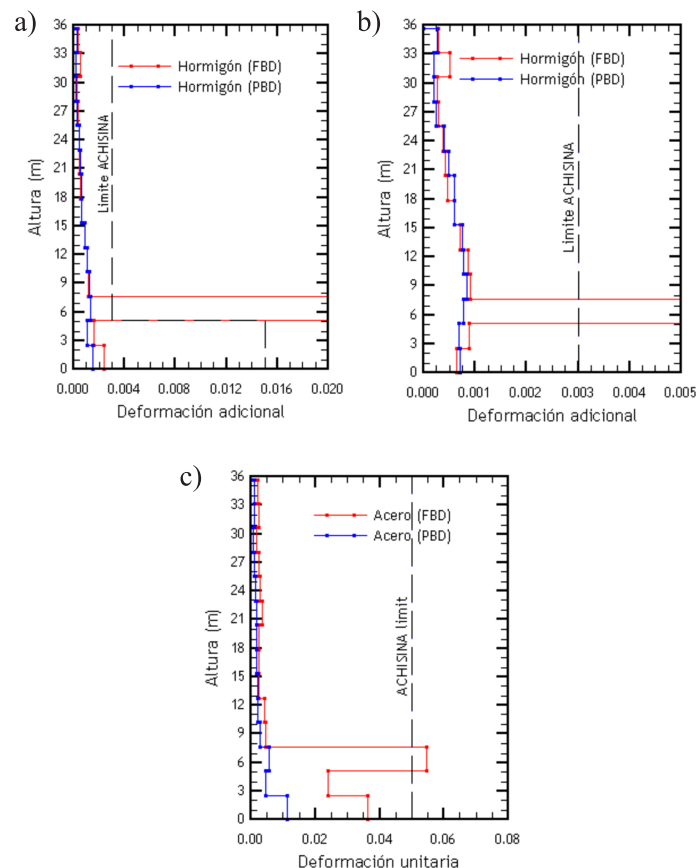 a)
36
33
30
27
24
21
18
15
12
9
6
3
0
Altura (m)
Hormigón (FBD)
Hormigón (PBD)
Límite ACHISINA
0.000 0.004 0.008 0.012 0.016 0.020
Deformación adicional
b)
36
33
30
27
24
21
18
15
12
9
6
3
0
Altura (m)
Hormigón (FBD)
Hormigón (PBD)
Límite ACHISINA
0.000 0.001 0.002 0.003 0.004 0.005
Deformación adicional
c)
36
33
30
27
24
21
18
15
12
9
6
3
0
Altura (m)
Acero (FBD)
Acero (PBD)
ACHISINA limit
0.00 0.02 0.04 0.06 0.08
Deformación unitaria